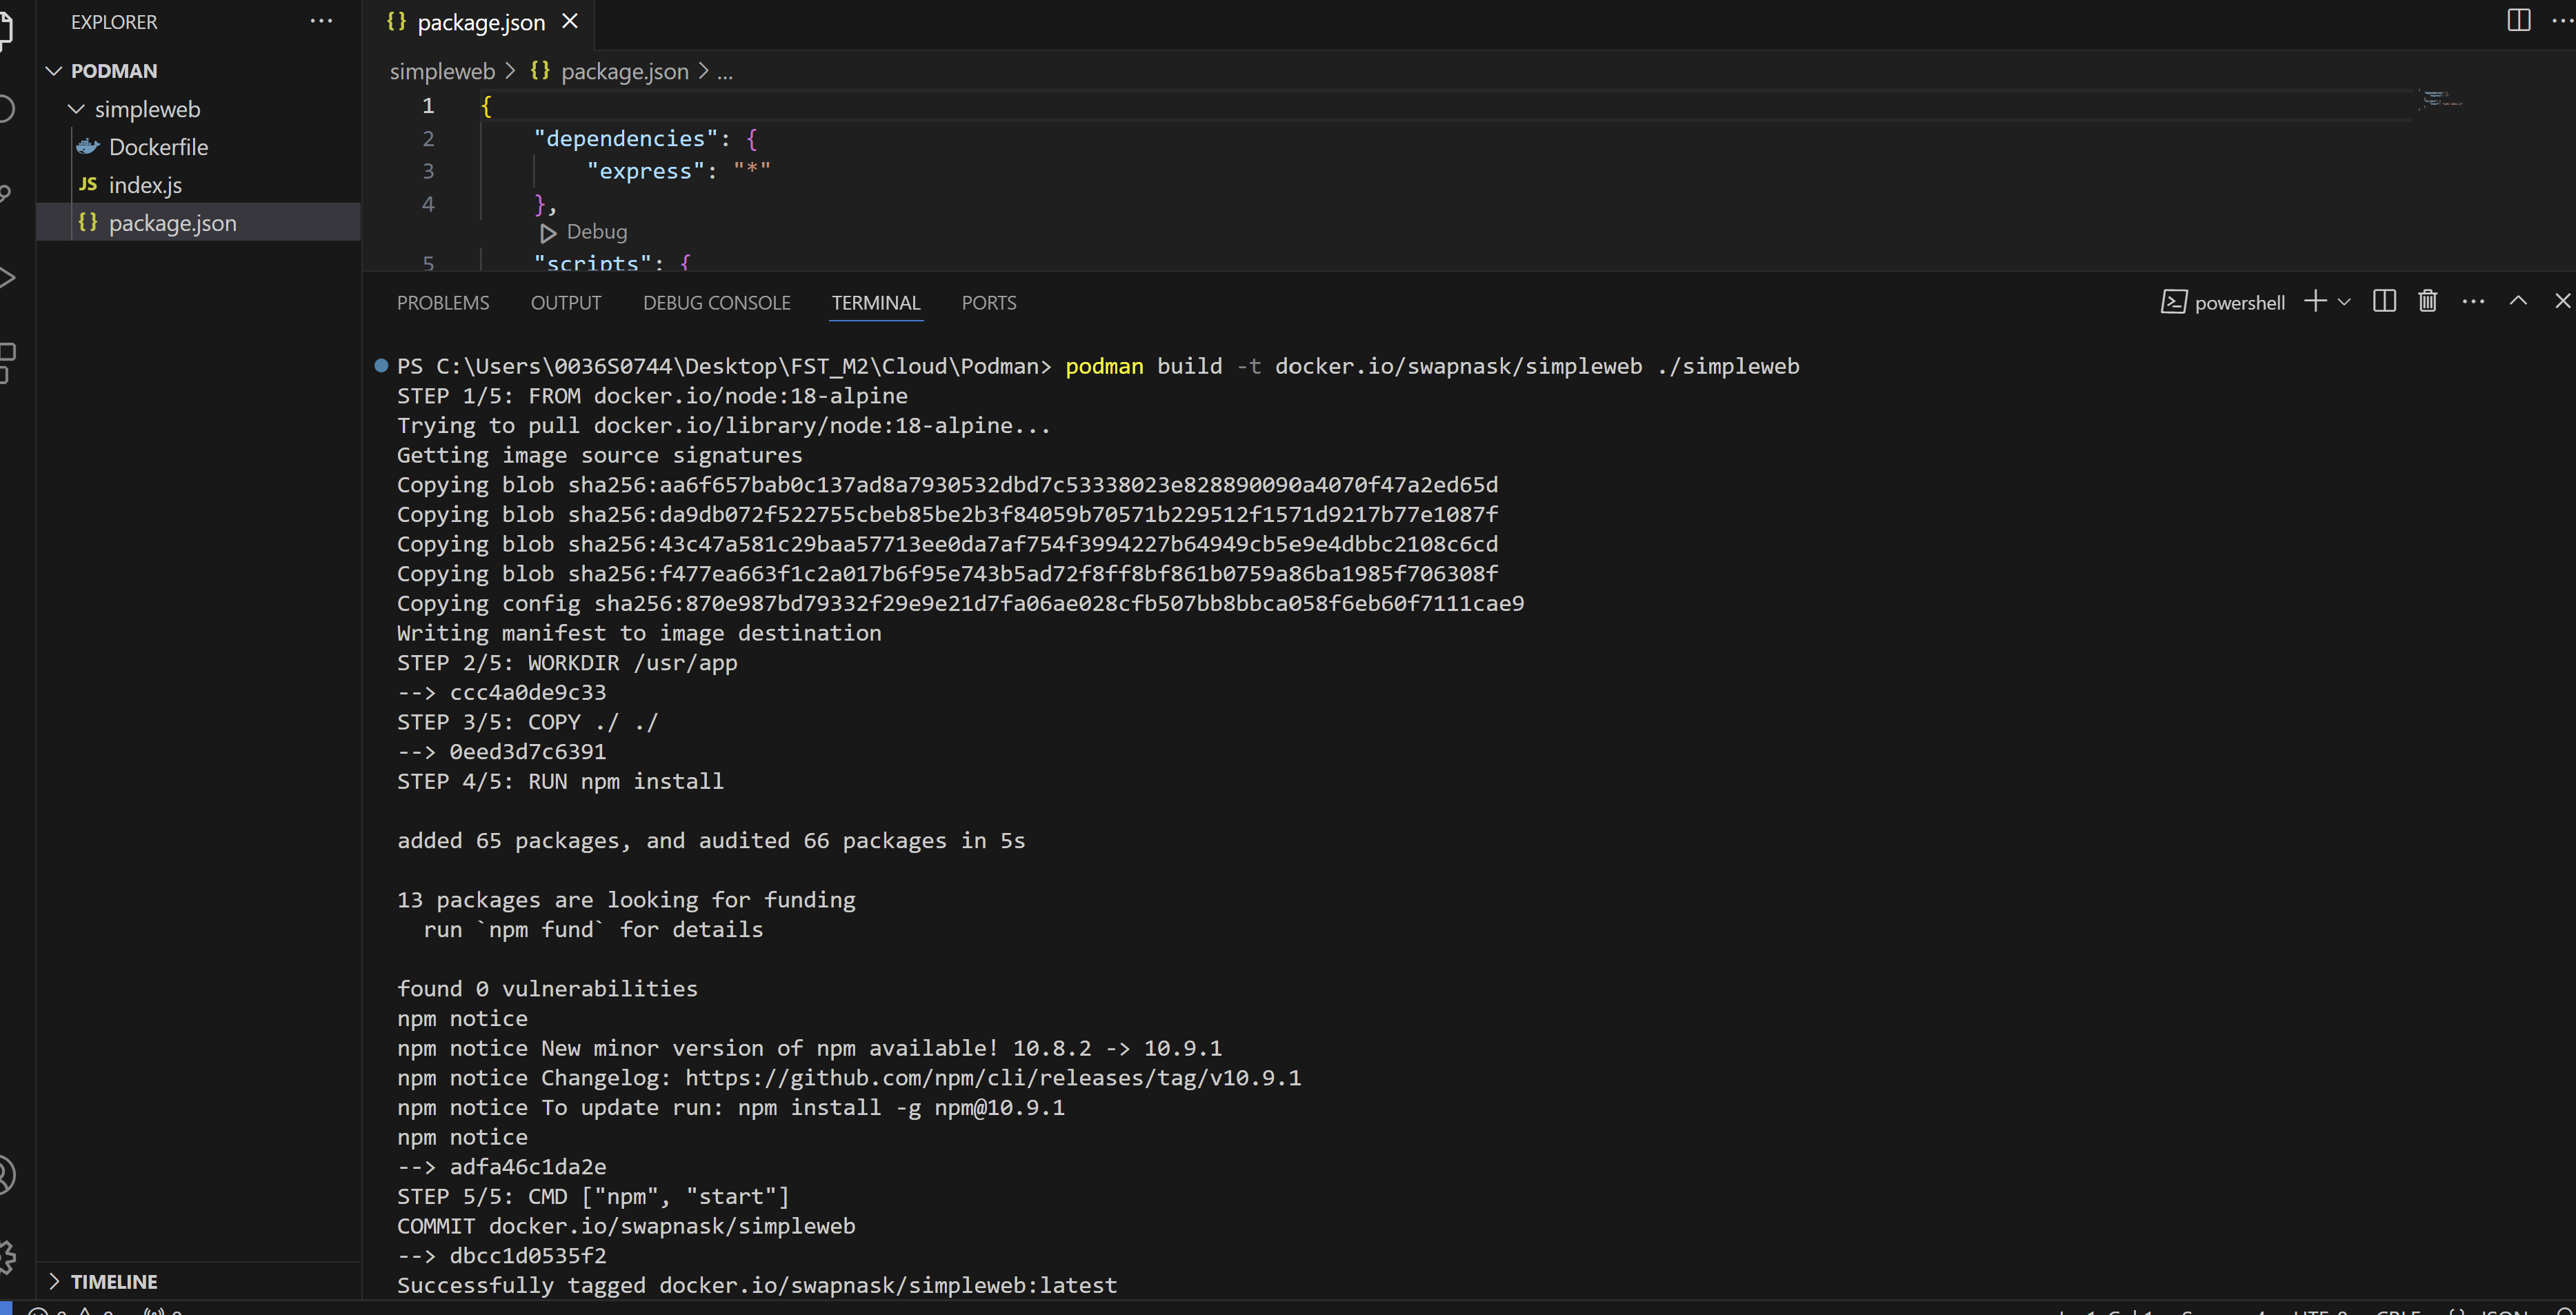 EXPLORER
PODMAN
simpleweb
Dockerfile
JS index.js
{} package.json
TIMELINE
{} package.json
simpleweb > {} package.json > ...
1 {
2 "dependencies": {
3 "express": "*"
4 },
Debug
5 "scripts": {
PROBLEMS OUTPUT DEBUG CONSOLE TERMINAL PORTS
powershell
PS C:\Users\0036S0744\Desktop\FST_M2\Cloud\Podman> podman build -t docker.io/swapnask/simpleweb ./simpleweb
STEP 1/5: FROM docker.io/node:18-alpine
Trying to pull docker.io/library/node:18-alpine...
Getting image source signatures
Copying blob sha256:aa6f657bab0c137ad8a7930532dbd7c53338023e828890090a4070f47a2ed65d
Copying blob sha256:da9db072f522755cbeb85be2b3f84059b70571b229512f1571d9217b77e1087f
Copying blob sha256:43c47a581c29baa57713ee0da7af754f3994227b64949cb5e9e4dbbc2108c6cd
Copying blob sha256:f477ea663f1c2a017b6f95e743b5ad72f8ff8bf861b0759a86ba1985f706308f
Copying config sha256:870e987bd79332f29e9e21d7fa06ae028cfb507bb8bbca058f6eb60f7111cae9
Writing manifest to image destination
STEP 2/5: WORKDIR /usr/app
--> ccc4a0de9c33
STEP 3/5: COPY ./ ./
--> 0eed3d7c6391
STEP 4/5: RUN npm install
added 65 packages, and audited 66 packages in 5s
13 packages are looking for funding
run `npm fund` for details
found 0 vulnerabilities
npm notice
npm notice New minor version of npm available! 10.8.2 -> 10.9.1
npm notice Changelog: https://github.com/npm/cli/releases/tag/v10.9.1
npm notice To update run: npm install -g npm@10.9.1
npm notice
--> adfa46c1da2e
STEP 5/5: CMD ["npm", "start"]
COMMIT docker.io/swapnask/simpleweb
--> dbcc1d0535f2
Successfully tagged docker.io/swapnask/simpleweb:latest